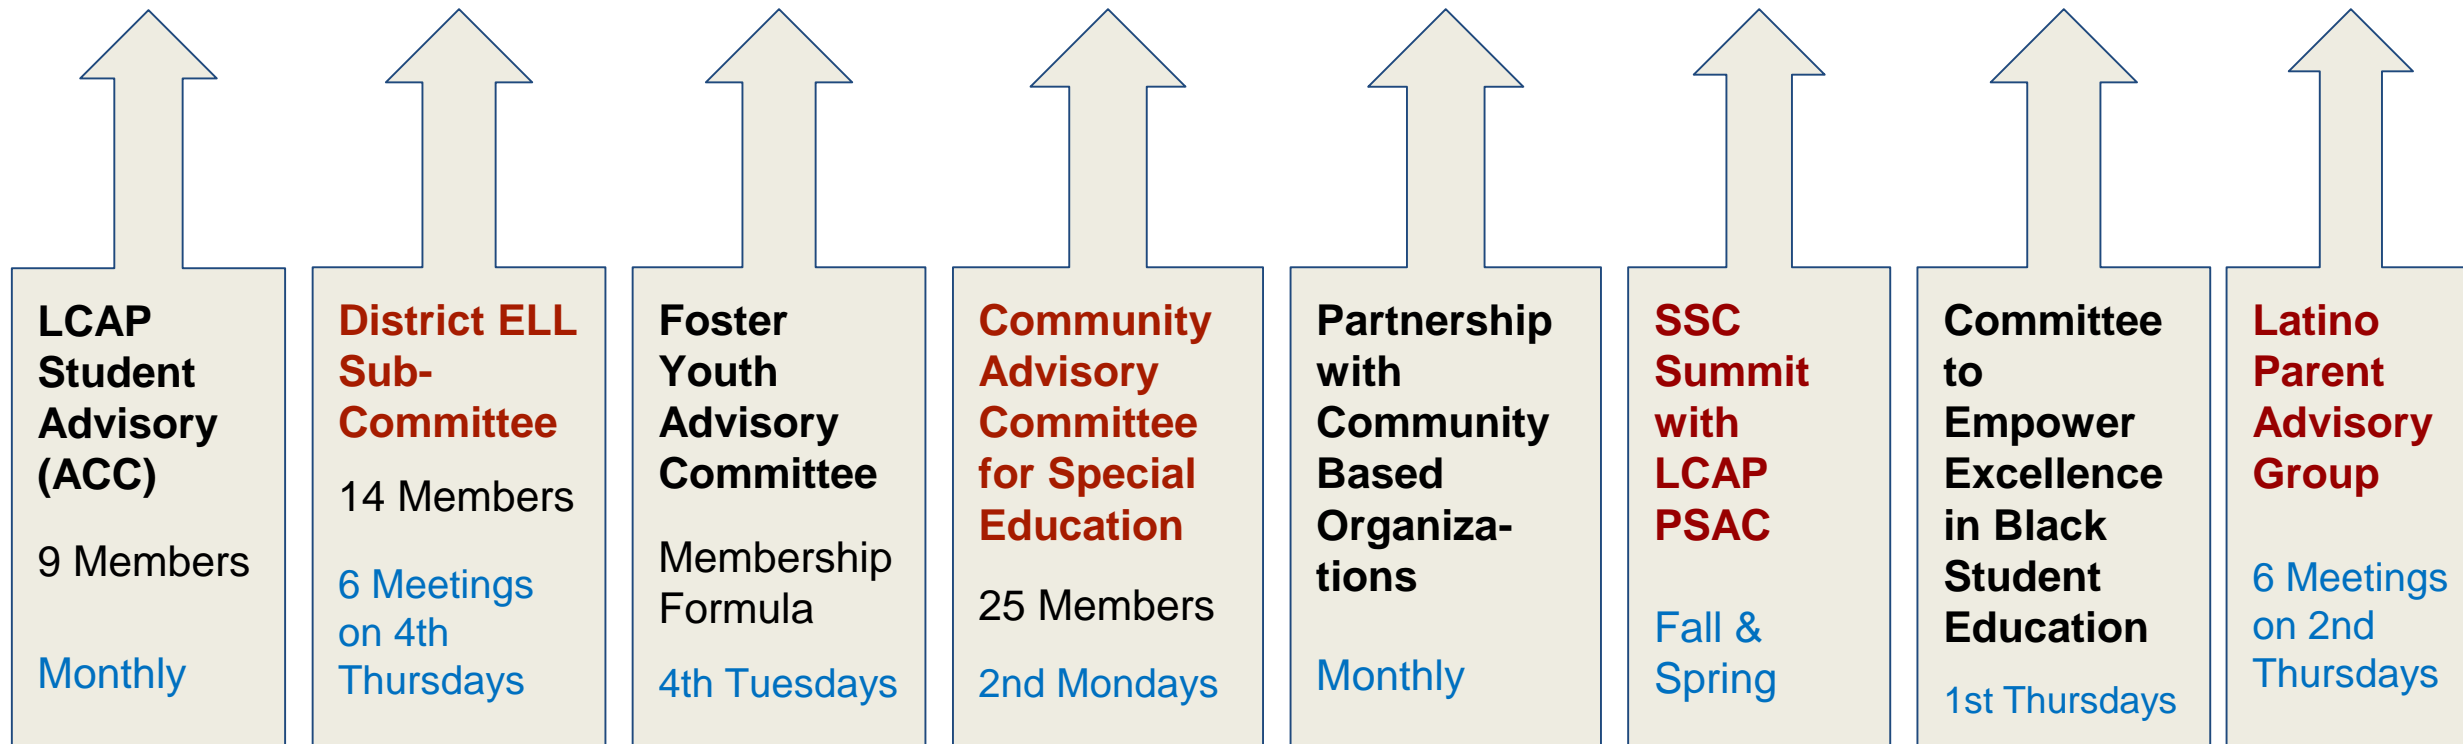 LCAP
Student
Advisory
(ACC)
9 Members
Monthly
District ELL
Sub-
Committee
14 Members
6 Meetings
on 4th
Thursdays
Foster
Youth
Advisory
Committee
Membership
Formula
4th Tuesdays
Community
Advisory
Committee
for Special
Education
25 Members
2nd Mondays
Partnership
with
Community
Based
Organiza-
tions
Monthly
SSC
Summit
with
LCAP
PSAC
Fall &
Spring
Committee
to
Empower
Excellence
in Black
Student
Education
1st Thursdays
Latino
Parent
Advisory
Group
6 Meetings
on 2nd
Thursdays